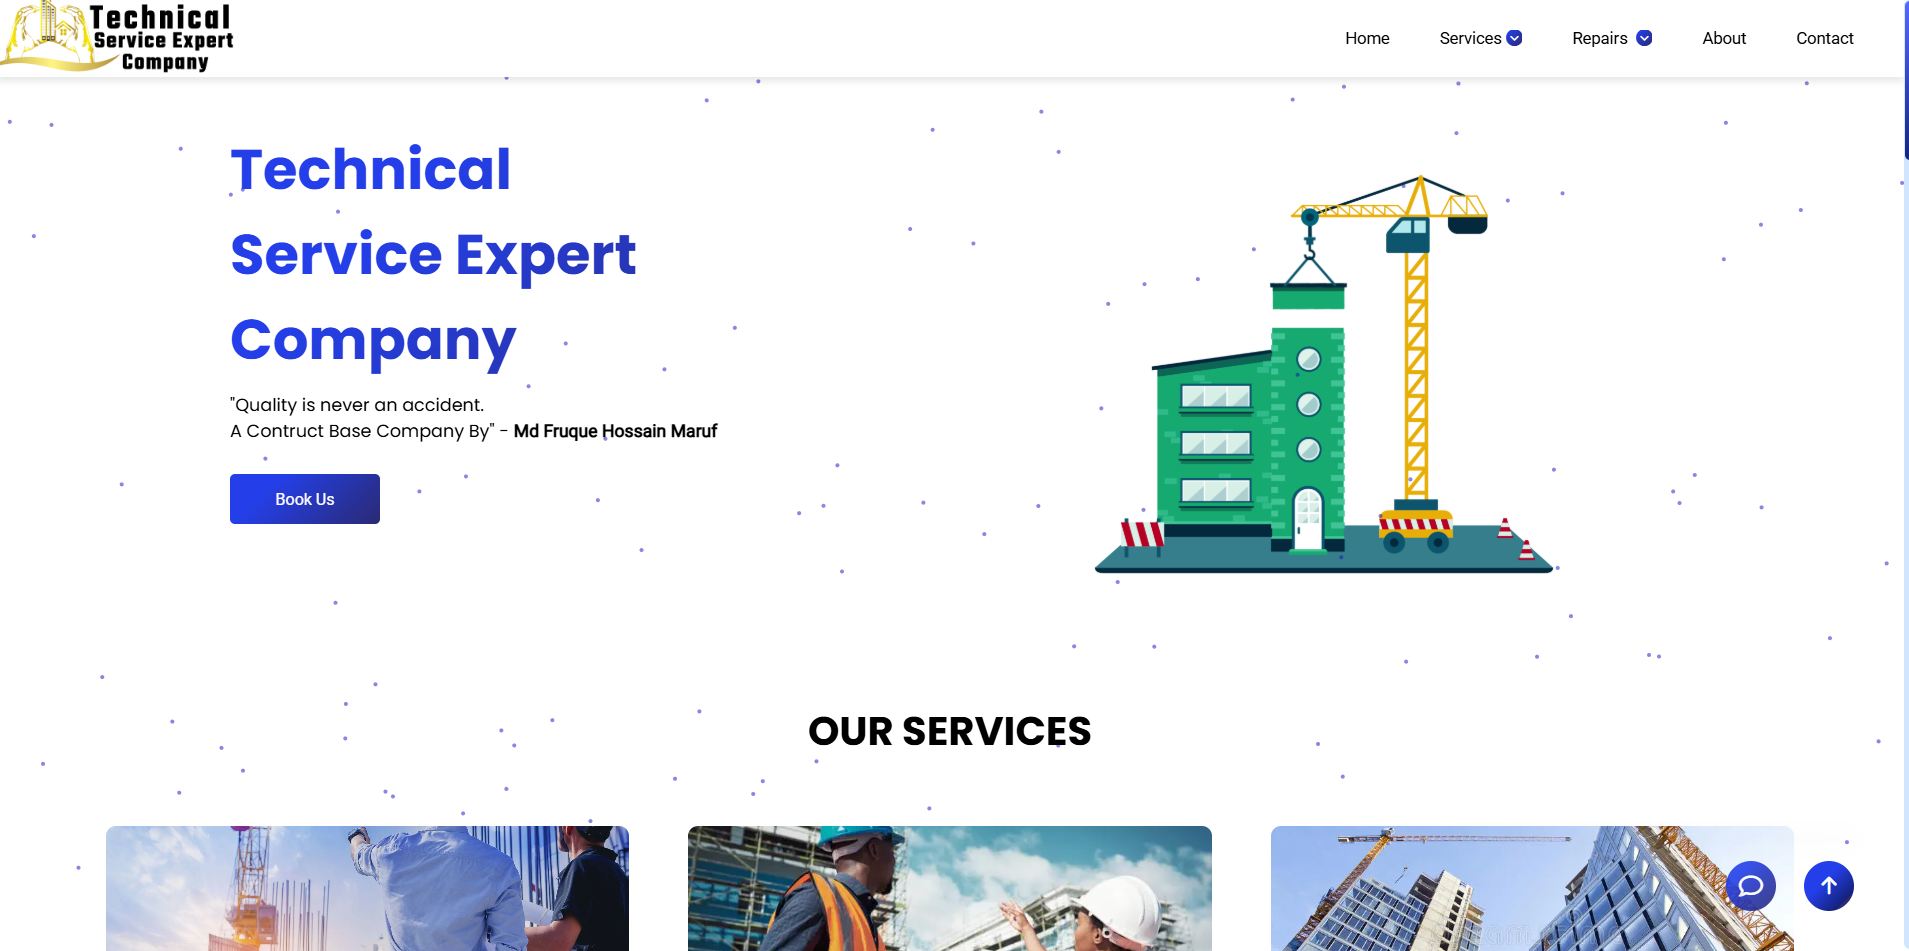 Technical
Service Expert
Company
Home
Services
Repairs
About
Contact
Technical
Service Expert
Company
"Quality is never an accident.
A Contruct Base Company By" - Md Fruque Hossain Maruf
Book Us
OUR SERVICES